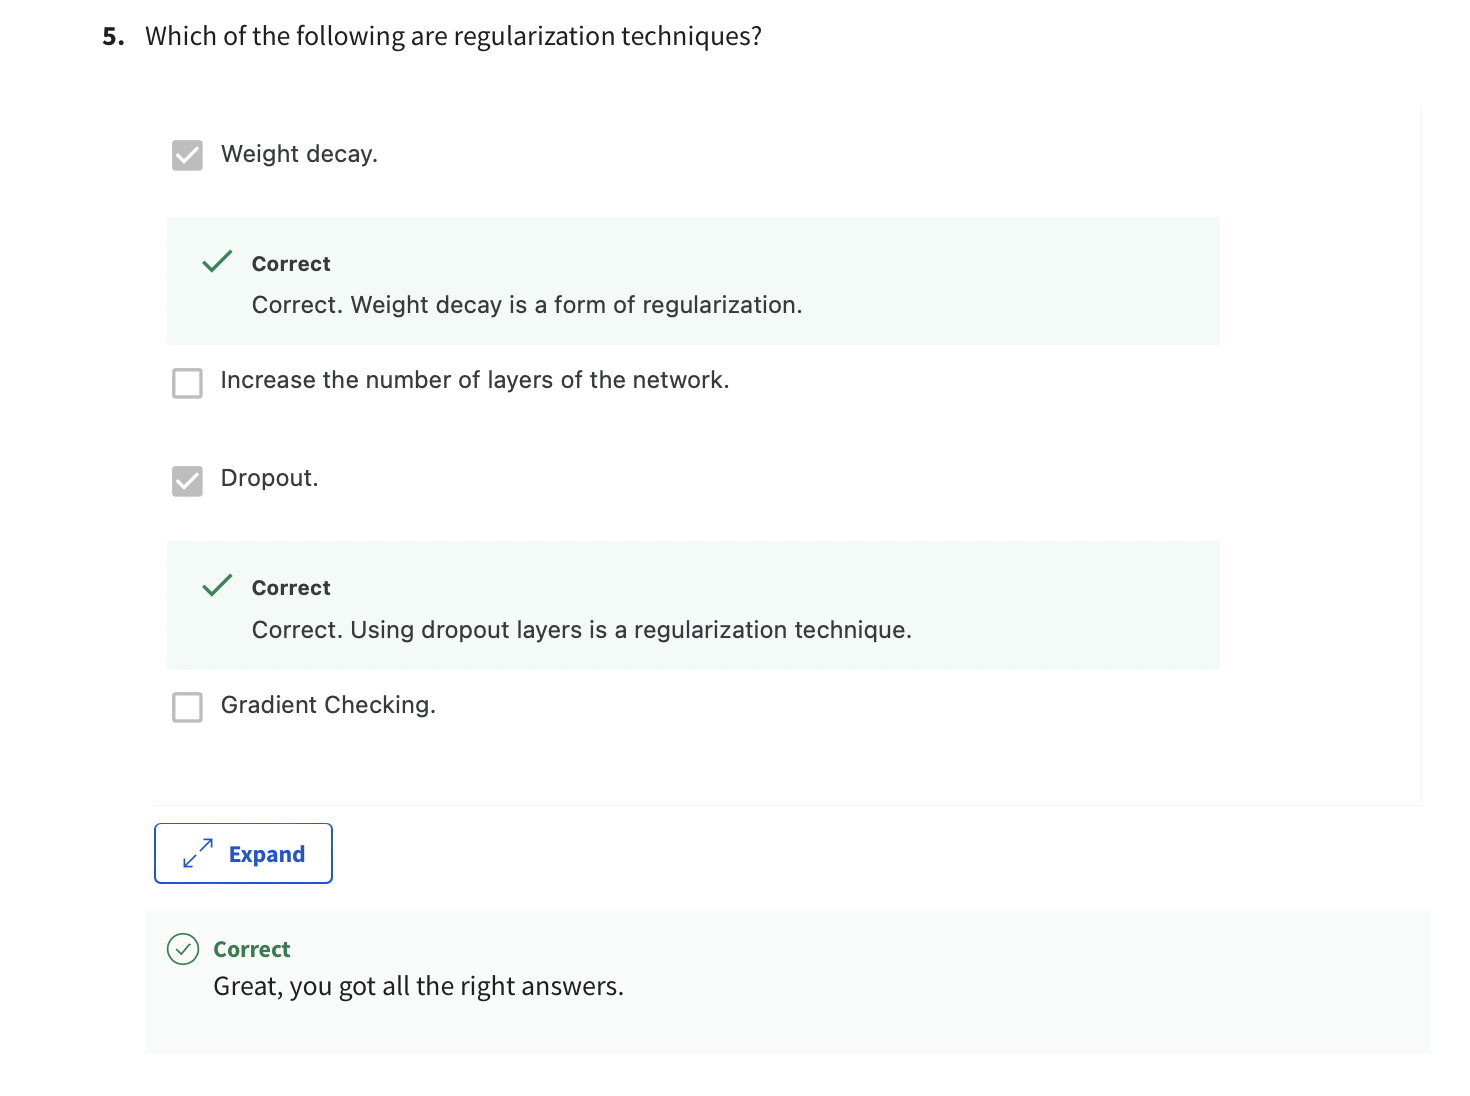 5. Which of the following are regularization techniques?
Weight decay.
Correct
Correct. Weight decay is a form of regularization.
Increase the number of layers of the network.
Dropout.
Correct
Correct. Using dropout layers is a regularization technique.
Gradient Checking.
Expand
Correct
Great, you got all the right answers.